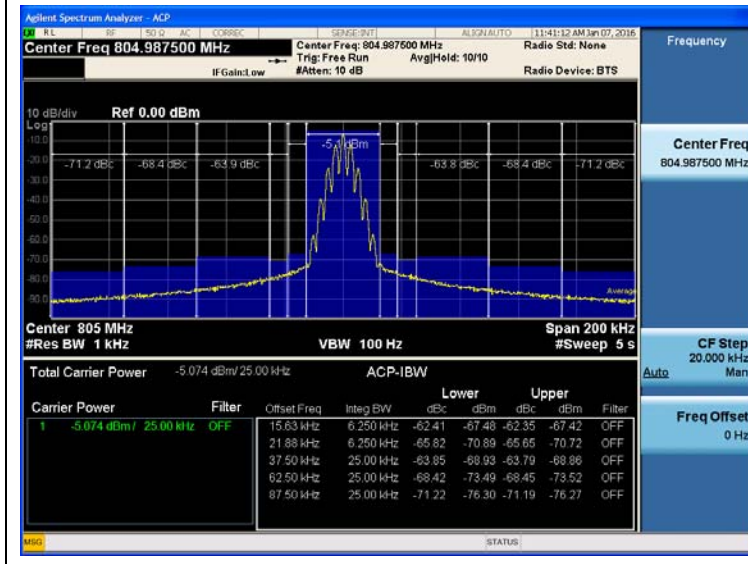 Agilent Spectrum Analyzer - ACP
RL RF 50 Ω AC CORREC SENSE:INT ALIGN AUTO 11:41:12 AM Jan 07, 2016
Center Freq 804.987500 MHz
Center Freq: 804.987500 MHz Radio Std: None
Trig: Free Run Avg|Hold: 10/10
IFGain:Low #Atten: 10 dB Radio Device: BTS
10 dB/div Ref 0.00 dBm
Log
-10.0
-20.0
-30.0
-40.0
-50.0
-60.0
-70.0
-80.0
-90.0
-71.2 dBc -68.4 dBc -63.9 dBc -5.1 dBm -63.8 dBc -68.4 dBc -71.2 dBc
Average
Center 805 MHz Span 200 kHz
#Res BW 1 kHz VBW 100 Hz #Sweep 5 s
Total Carrier Power -5.074 dBm/ 25.00 kHz ACP-IBW
Lower Upper
Carrier Power Filter Offset Freq Integ BW dBc dBm dBc dBm Filter
1 -5.074 dBm / 25.00 kHz OFF 15.63 kHz 6.250 kHz -62.41 -67.48 -62.35 -67.42 OFF
21.88 kHz 6.250 kHz -65.82 -70.89 -65.65 -70.72 OFF
37.50 kHz 25.00 kHz -63.85 -68.93 -63.79 -68.86 OFF
62.50 kHz 25.00 kHz -68.42 -73.49 -68.45 -73.52 OFF
87.50 kHz 25.00 kHz -71.22 -76.30 -71.19 -76.27 OFF
MSG STATUS
Frequency
Center Freq
804.987500 MHz
CF Step
20.000 kHz
Auto Man
Freq Offset
0 Hz